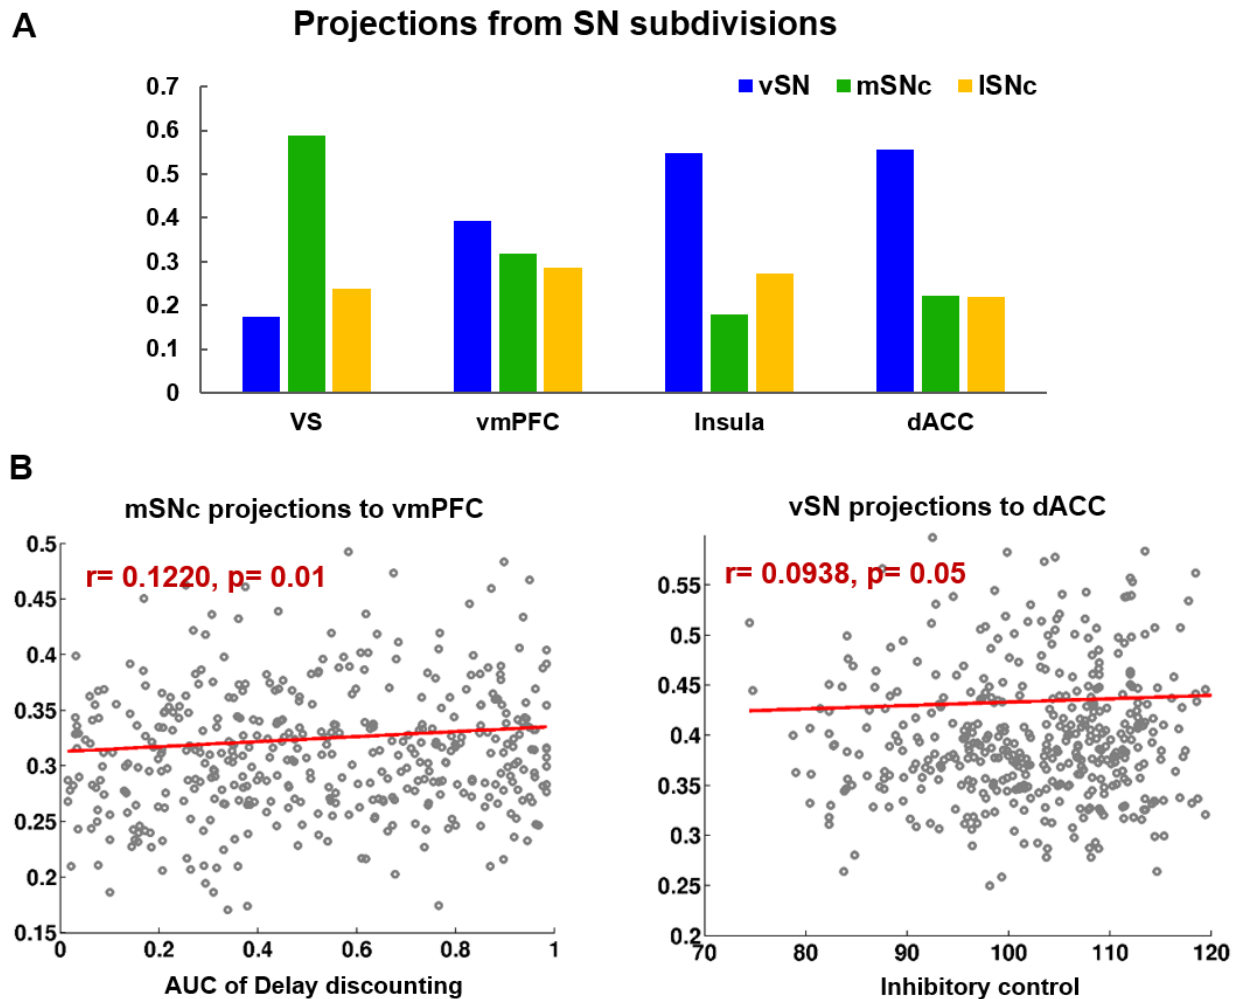 A
Projections from SN subdivisions
vSN mSNc lSNc
0.7
0.6
0.5
0.4
0.3
0.2
0.1
0
VS vmPFC Insula dACC
B
mSNc projections to vmPFC
r= 0.1220, p= 0.01
0.5
0.45
0.4
0.35
0.3
0.25
0.2
0.15
0 0.2 0.4 0.6 0.8 1
AUC of Delay discounting
vSN projections to dACC
r= 0.0938, p= 0.05
0.55
0.5
0.45
0.4
0.35
0.3
0.25
0.2
70 80 90 100 110 120
Inhibitory control